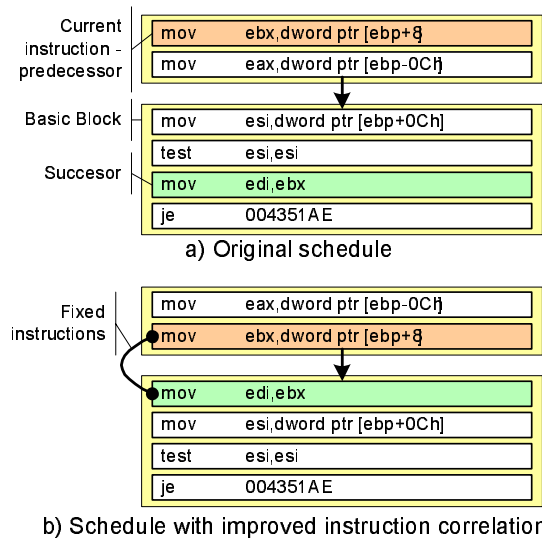 Current
instruction -
predecessor
mov ebx,dword ptr [ebp+8]
mov eax,dword ptr [ebp-0Ch]
Basic Block
mov esi,dword ptr [ebp+0Ch]
test esi,esi
Succesor
mov edi,ebx
je 004351AE
a) Original schedule
Fixed
instructions
mov eax,dword ptr [ebp-0Ch]
mov ebx,dword ptr [ebp+8]
mov edi,ebx
mov esi,dword ptr [ebp+0Ch]
test esi,esi
je 004351AE
b) Schedule with improved instruction correlation